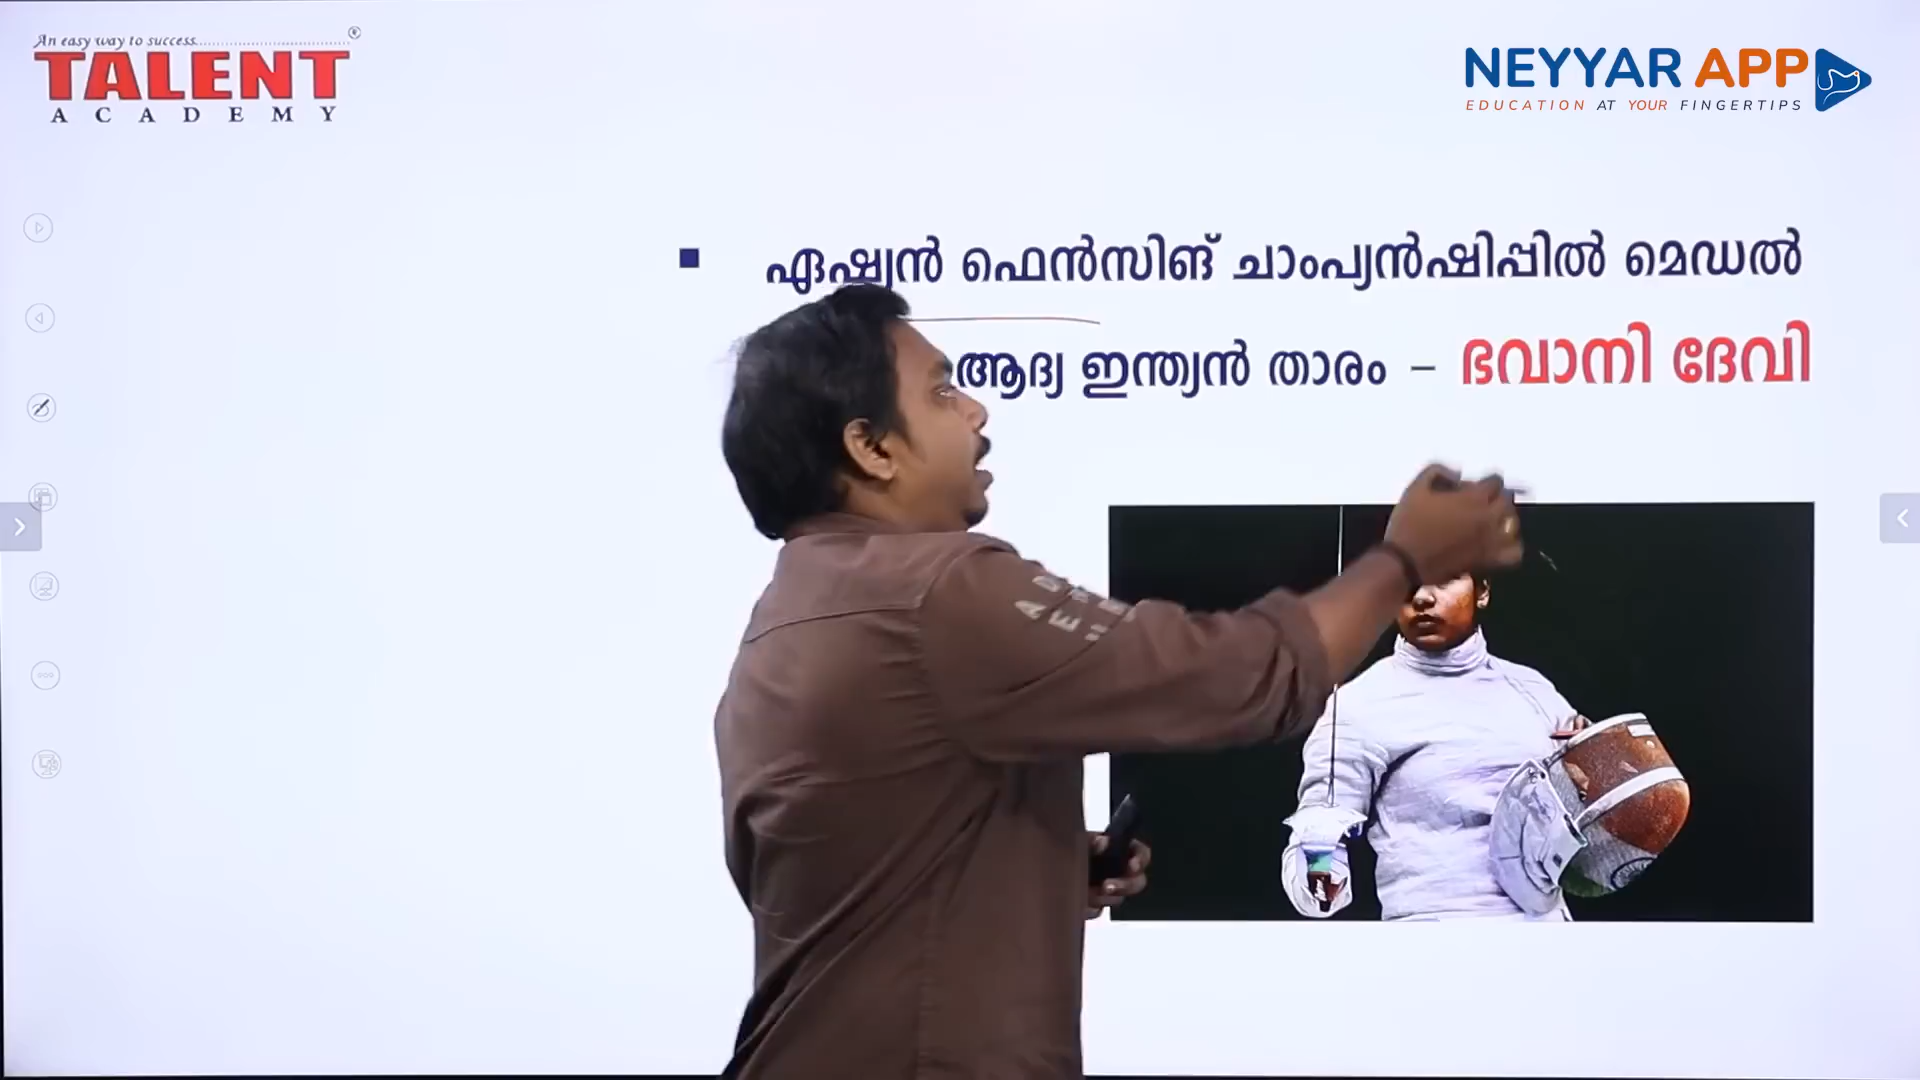 An easy way to success
TALENT
ACADEMY
NEYYAR APP
EDUCATION AT YOUR FINGERTIPS
ഏഷ്യൻ ഫെൻസിങ് ചാംപ്യൻഷിപ്പിൽ മെഡൽ
ആദ്യ ഇന്ത്യൻ താരം – ഭവാനി ദേവി